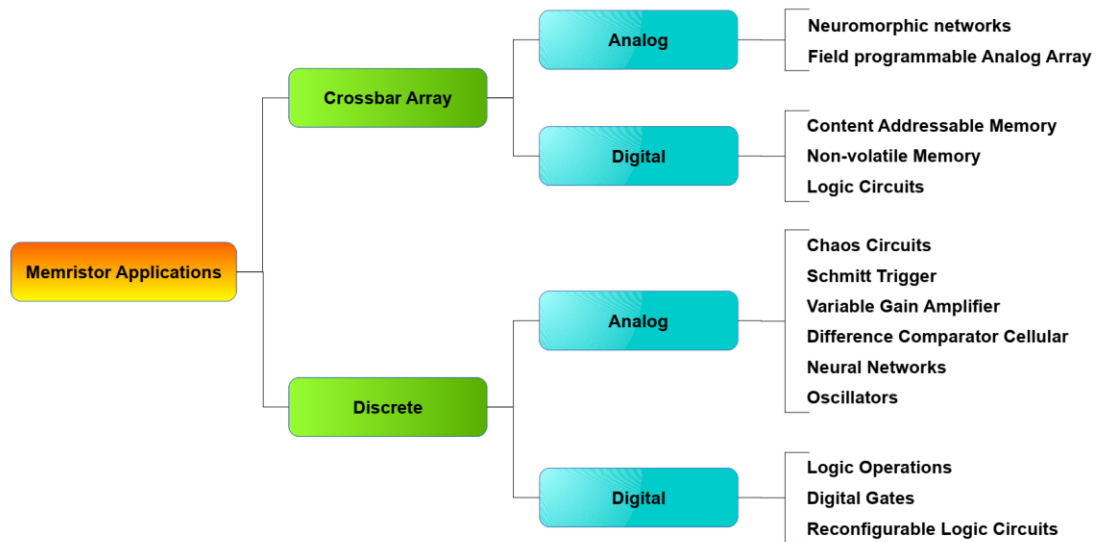 Memristor Applications
Crossbar Array
Analog
Neuromorphic networks
Field programmable Analog Array
Digital
Content Addressable Memory
Non-volatile Memory
Logic Circuits
Discrete
Analog
Chaos Circuits
Schmitt Trigger
Variable Gain Amplifier
Difference Comparator Cellular
Neural Networks
Oscillators
Digital
Logic Operations
Digital Gates
Reconfigurable Logic Circuits